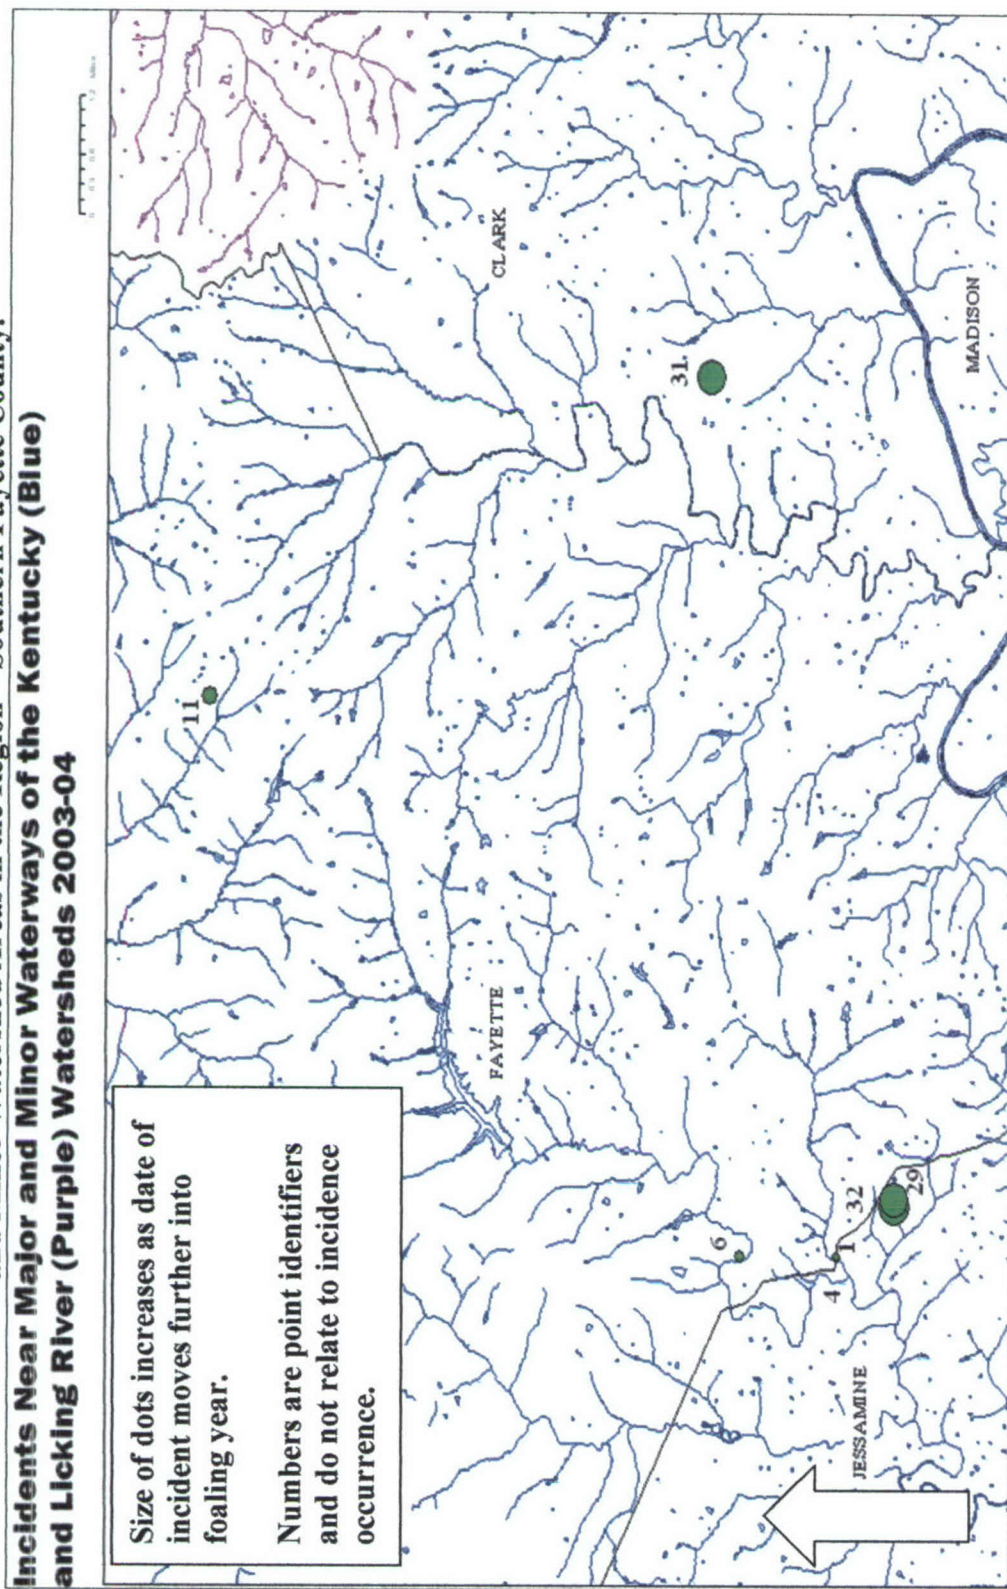 Incidents Near Major and Minor Waterways of the Kentucky (Blue)
and Licking River (Purple) Watersheds 2003-04
Size of dots increases as date of
incident moves further into
foaling year.
Numbers are point identifiers
and do not relate to incidence
occurrence.
11
CLARK
31
FAYETTE
MADISON
6
4
1
32
29
JESSAMINE